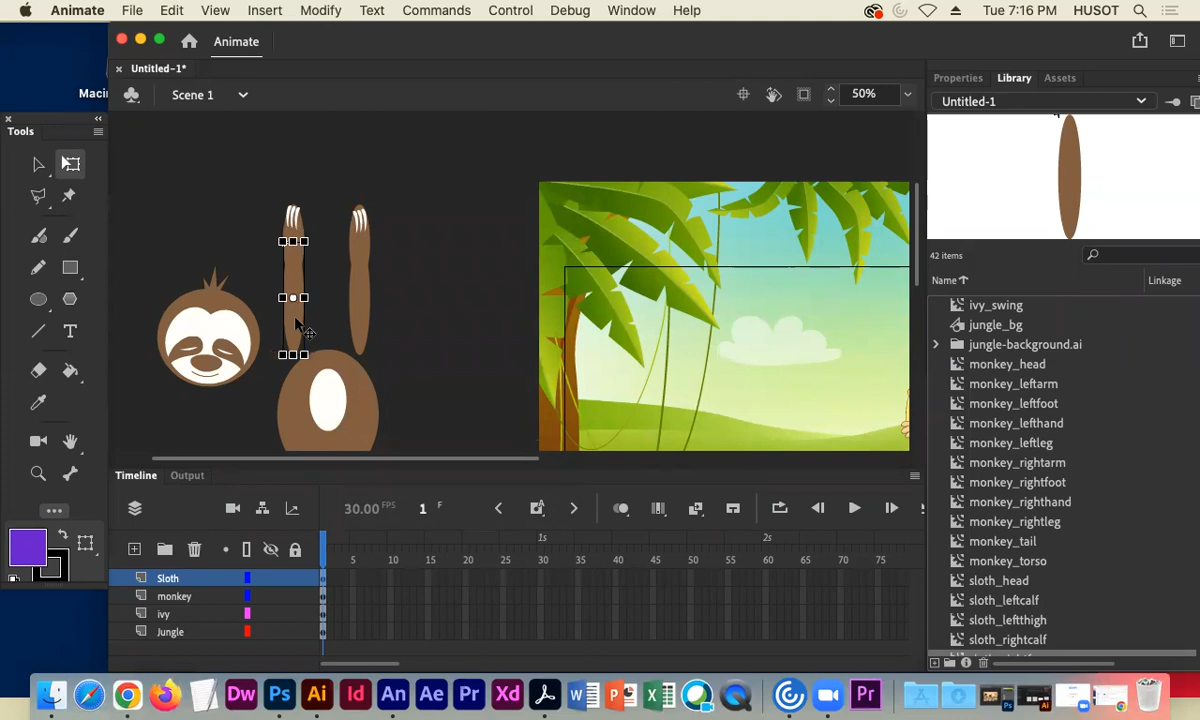 Animate File Edit View Insert Modify Text Commands Control Debug Window Help Tue 7:16 PM HUSOT
Animate
Macin
Untitled-1*
Scene 1
50%
Tools
Properties Library Assets
Untitled-1
42 items
Name Linkage
ivy_swing
jungle_bg
jungle-background.ai
monkey_head
monkey_leftarm
monkey_leftfoot
monkey_lefthand
monkey_leftleg
monkey_rightarm
monkey_rightfoot
monkey_righthand
monkey_rightleg
monkey_tail
monkey_torso
sloth_head
sloth_leftcalf
sloth_leftthigh
sloth_rightcalf
Timeline Output
30.00 FPS 1 F
1s 2s
5 10 15 20 25 30 35 40 45 50 55 60 65 70 75
Sloth
monkey
ivy
Jungle
Dw Ps Ai Id An Ae Pr Xd W P X Pr